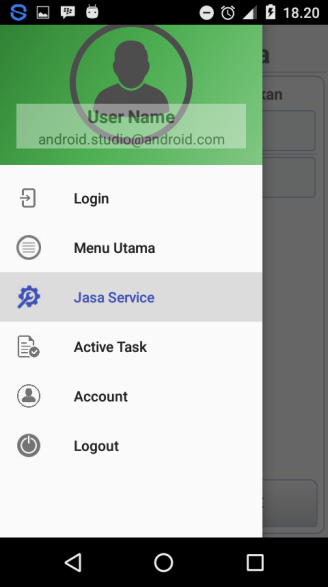 18.20
User Name
android.studio@android.com
Login
Menu Utama
Jasa Service
Active Task
Account
Logout